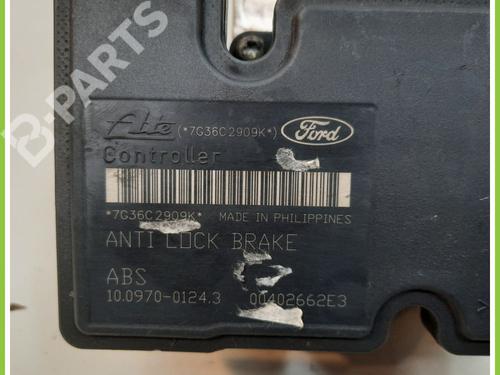 B-PARTS
Ate (*7G36C2909K*) Ford
Controller
*7G36C2909K* MADE IN PHILIPPINES
ANTI LOCK BRAKE
ABS
10.0970-0124.3 00402662E3